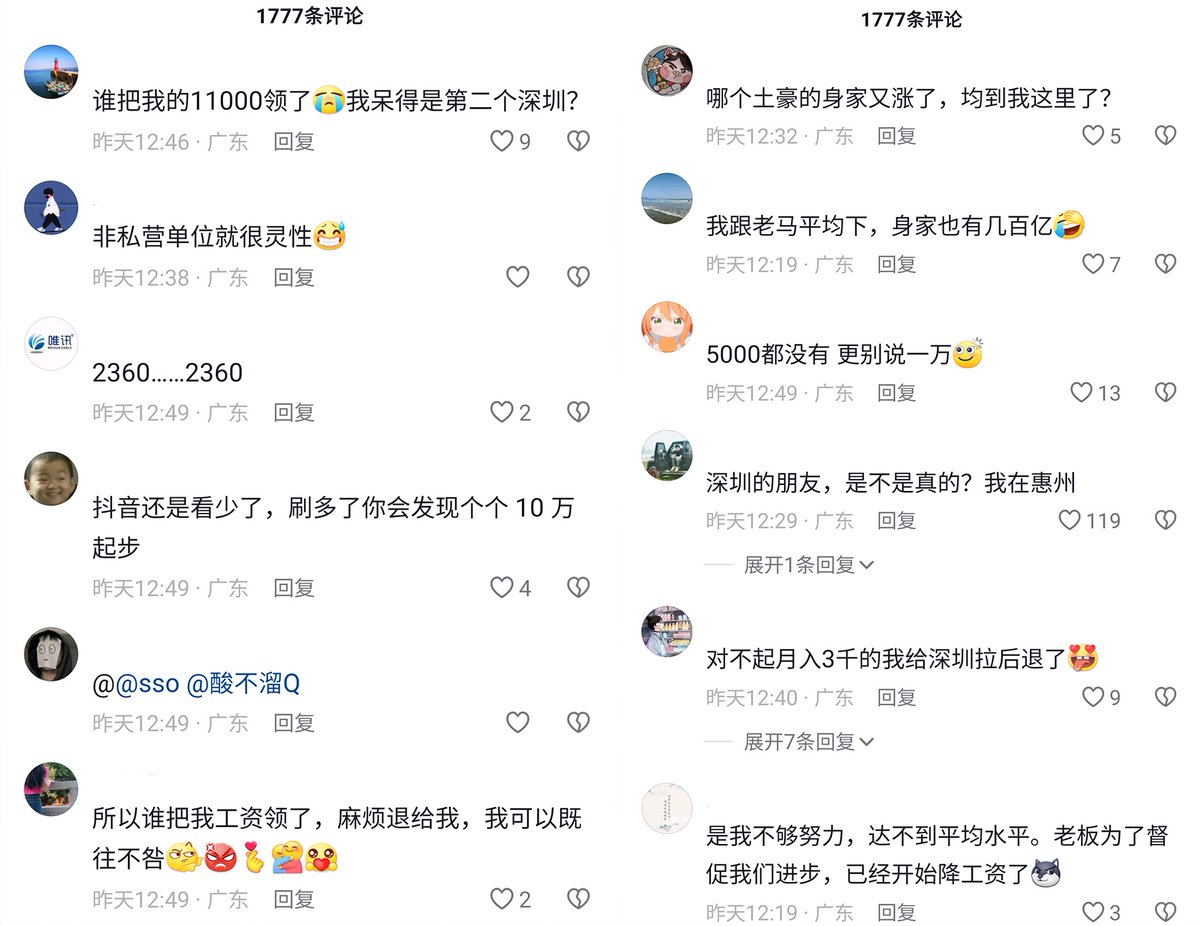 1777条评论
谁把我的11000领了😭我呆得是第二个深圳?
昨天12:46 · 广东 回复 9
非私营单位就很灵性😅
昨天12:38 · 广东 回复
唯讯
2360……2360
昨天12:49 · 广东 回复 2
抖音还是看少了，刷多了你会发现个个 10 万
起步
昨天12:49 · 广东 回复 4
@@sso @酸不溜Q
昨天12:49 · 广东 回复
所以谁把我工资领了，麻烦退给我，我可以既
往不咎
昨天12:49 · 广东 回复 2
1777条评论
哪个土豪的身家又涨了，均到我这里了?
昨天12:32 · 广东 回复 5
我跟老马平均下，身家也有几百亿🤣
昨天12:19 · 广东 回复 7
5000都没有 更别说一万
昨天12:49 · 广东 回复 13
深圳的朋友，是不是真的？我在惠州
昨天12:29 · 广东 回复 119
展开1条回复
对不起月入3千的我给深圳拉后退了
昨天12:40 · 广东 回复 9
展开7条回复
是我不够努力，达不到平均水平。老板为了督
促我们进步，已经开始降工资了
昨天12:19 · 广东 回复 3